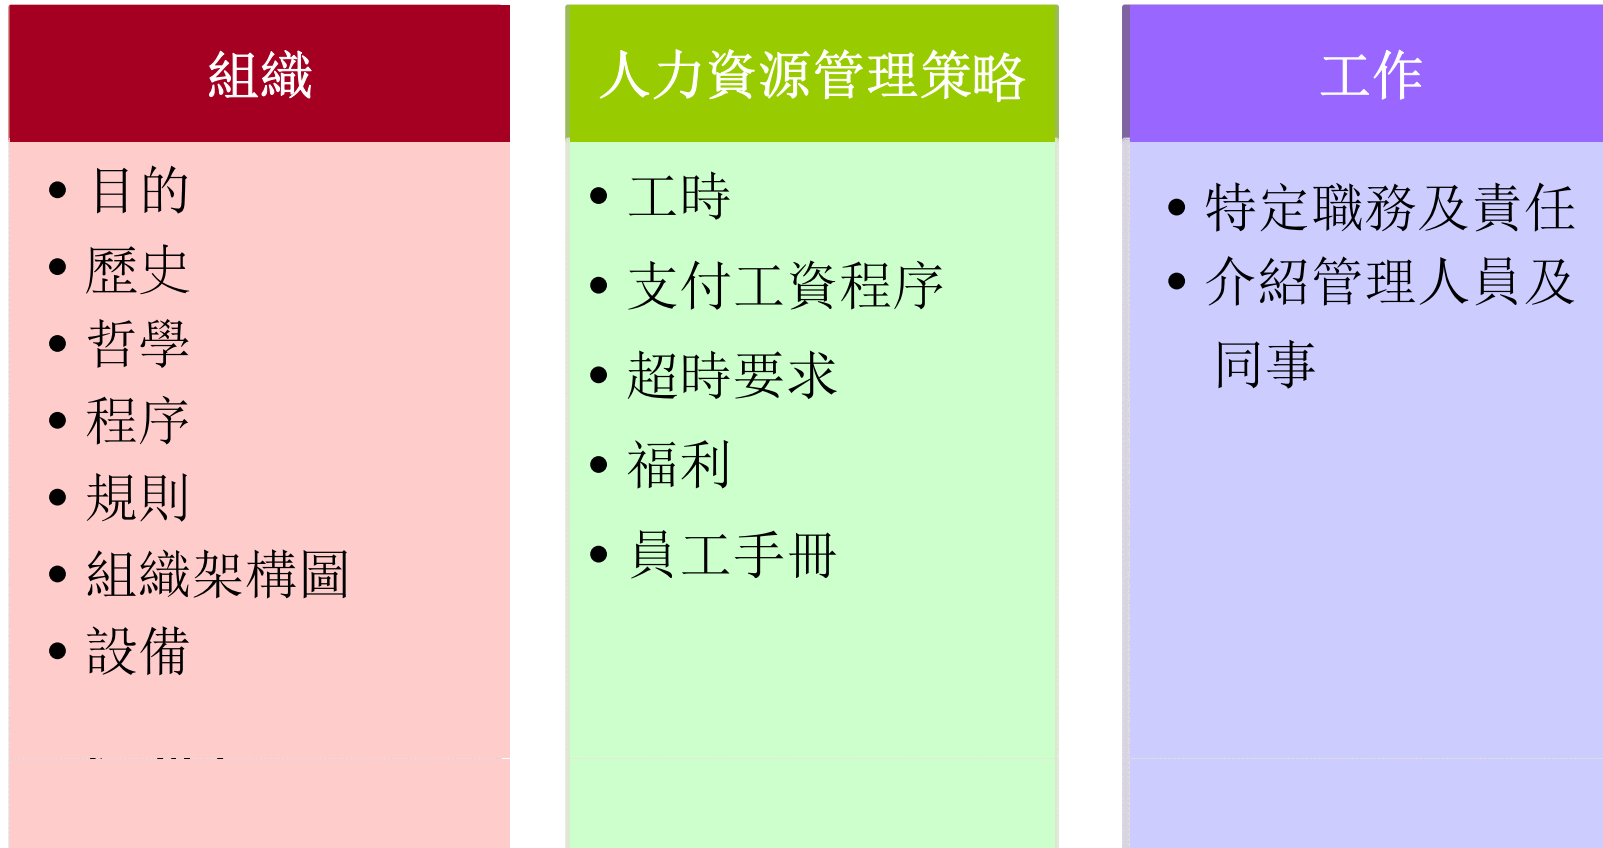 組織
• 目的
• 歷史
• 哲學
• 程序
• 規則
• 組織架構圖
• 設備
人力資源管理策略
• 工時
• 支付工資程序
• 超時要求
• 福利
• 員工手冊
工作
• 特定職務及責任
• 介紹管理人員及
同事